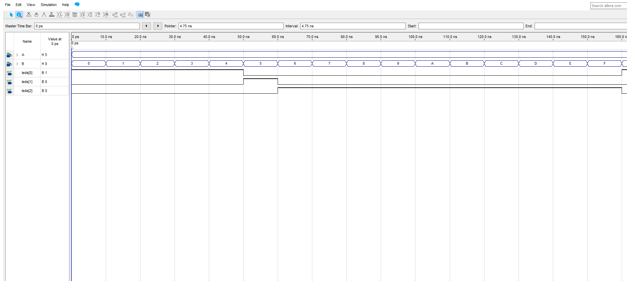 File Edit View Simulation Help
Search altera.com
Master Time Bar: 0 ps Pointer: 4.75 ns Interval: 4.75 ns Start: End:
Name Value at 0 ps
0 ps 10.0 ns 20.0 ns 30.0 ns 40.0 ns 50.0 ns 60.0 ns 70.0 ns 80.0 ns 90.0 ns 100.0 ns 110.0 ns 120.0 ns 130.0 ns 140.0 ns 150.0 ns 160.0 ns
0 ps
A H 5
B H 0 0 1 2 3 4 5 6 7 8 9 A B C D E F
leds[0] B 1
leds[1] B 0
leds[2] B 0